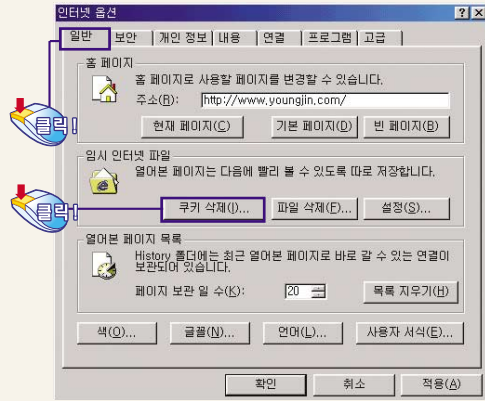 인터넷 옵션
일반 보안 개인 정보 내용 연결 프로그램 고급
홈 페이지
홈 페이지로 사용할 페이지를 변경할 수 있습니다.
주소(R): http://www.youngjin.com/
클릭!
현재 페이지(C) 기본 페이지(D) 빈 페이지(B)
임시 인터넷 파일
열어본 페이지는 다음에 빨리 볼 수 있도록 따로 저장합니다.
클릭!
쿠키 삭제(I)... 파일 삭제(F)... 설정(S)...
열어본 페이지 목록
History 폴더에는 최근 열어본 페이지로 바로 갈 수 있는 연결이
보관되어 있습니다.
페이지 보관 일 수(K): 20 목록 지우기(H)
색(O)... 글꼴(N)... 언어(L)... 사용자 서식(E)...
확인 취소 적용(A)